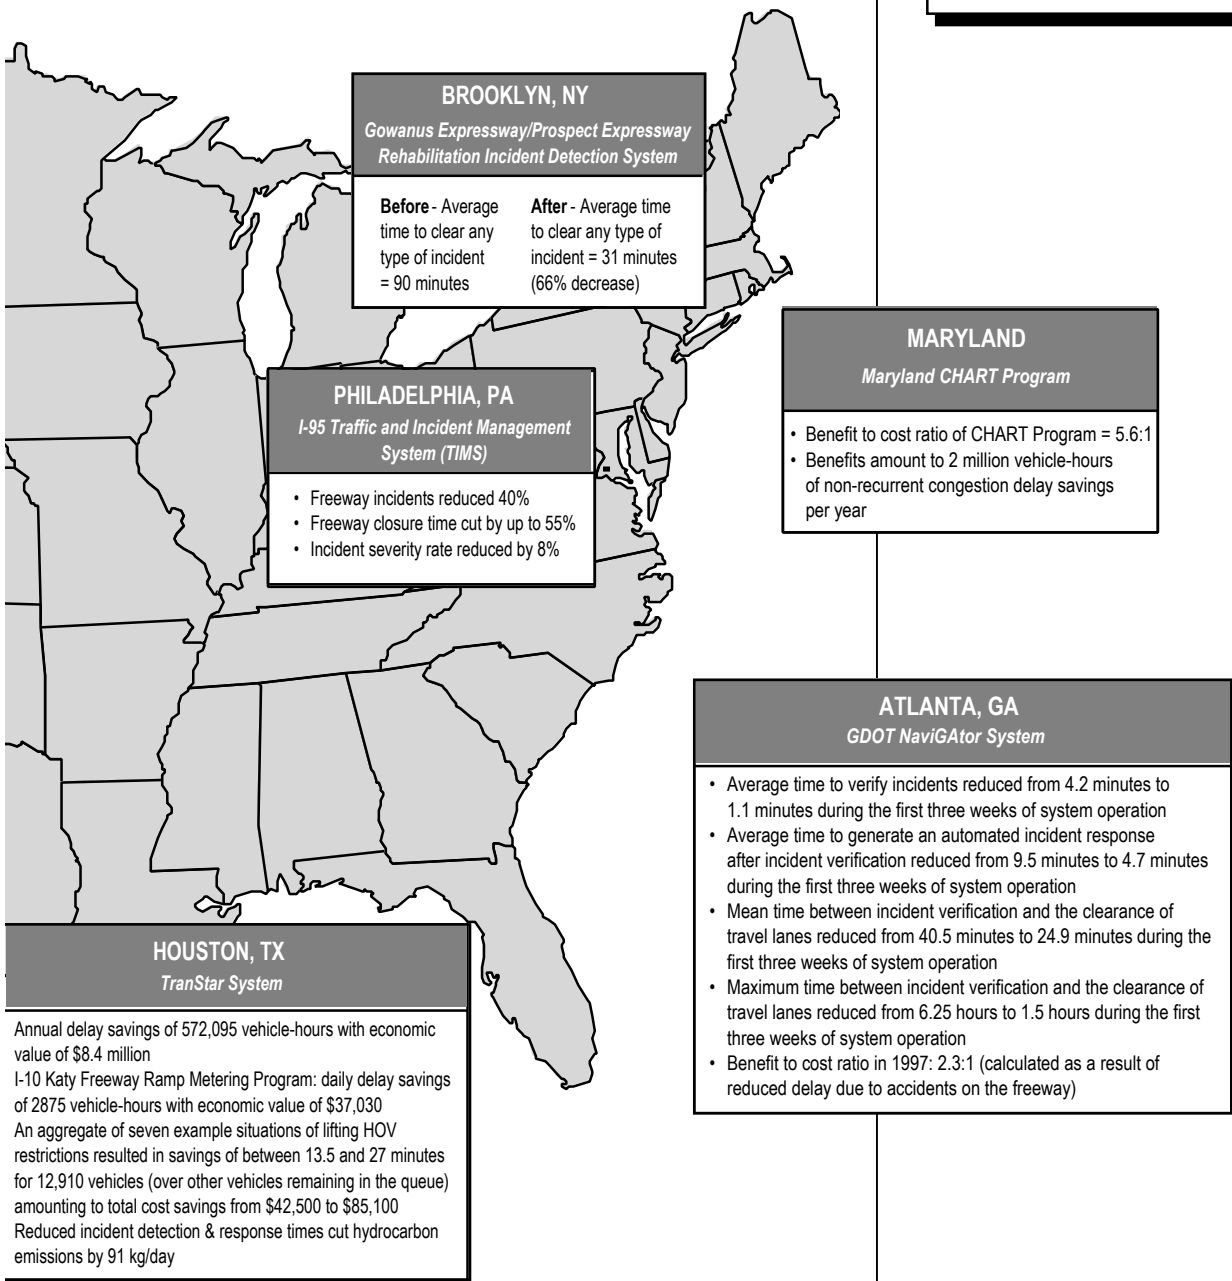 BROOKLYN, NY
Gowanus Expressway/Prospect Expressway
Rehabilitation Incident Detection System
Before - Average
time to clear any
type of incident
= 90 minutes
After - Average time
to clear any type of
incident = 31 minutes
(66% decrease)
MARYLAND
Maryland CHART Program
• Benefit to cost ratio of CHART Program = 5.6:1
• Benefits amount to 2 million vehicle-hours
of non-recurrent congestion delay savings
per year
PHILADELPHIA, PA
I-95 Traffic and Incident Management
System (TIMS)
• Freeway incidents reduced 40%
• Freeway closure time cut by up to 55%
• Incident severity rate reduced by 8%
ATLANTA, GA
GDOT NaviGAtor System
• Average time to verify incidents reduced from 4.2 minutes to
1.1 minutes during the first three weeks of system operation
• Average time to generate an automated incident response
after incident verification reduced from 9.5 minutes to 4.7 minutes
during the first three weeks of system operation
• Mean time between incident verification and the clearance of
travel lanes reduced from 40.5 minutes to 24.9 minutes during the
first three weeks of system operation
• Maximum time between incident verification and the clearance of
travel lanes reduced from 6.25 hours to 1.5 hours during the first
three weeks of system operation
• Benefit to cost ratio in 1997: 2.3:1 (calculated as a result of
reduced delay due to accidents on the freeway)
HOUSTON, TX
TranStar System
Annual delay savings of 572,095 vehicle-hours with economic
value of $8.4 million
I-10 Katy Freeway Ramp Metering Program: daily delay savings
of 2875 vehicle-hours with economic value of $37,030
An aggregate of seven example situations of lifting HOV
restrictions resulted in savings of between 13.5 and 27 minutes
for 12,910 vehicles (over other vehicles remaining in the queue)
amounting to total cost savings from $42,500 to $85,100
Reduced incident detection & response times cut hydrocarbon
emissions by 91 kg/day